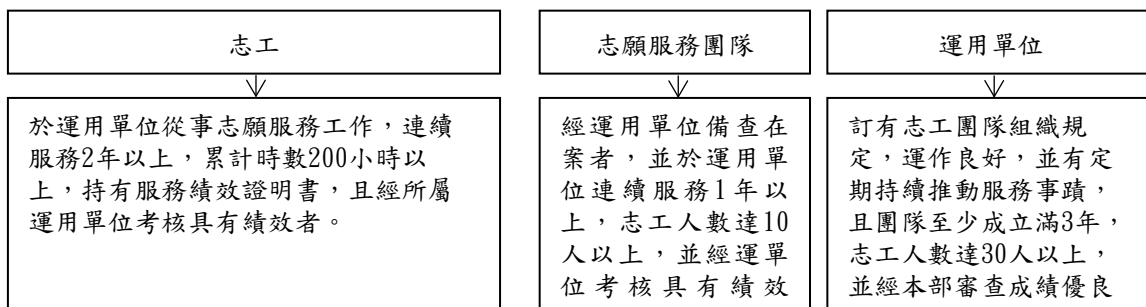 志工
於運用單位從事志願服務工作，連續
服務2年以上，累計時數200小時以
上，持有服務績效證明書，且經所屬
運用單位考核具有績效者。
志願服務團隊
經運用單位備查在
案者，並於運用單
位連續服務1年以
上，志工人數達10
人以上，並經運單
位考核具有績效
運用單位
訂有志工團隊組織規
定，運作良好，並有定
期持續推動服務事蹟，
且團隊至少成立滿3年，
志工人數達30人以上，
並經本部審查成績優良